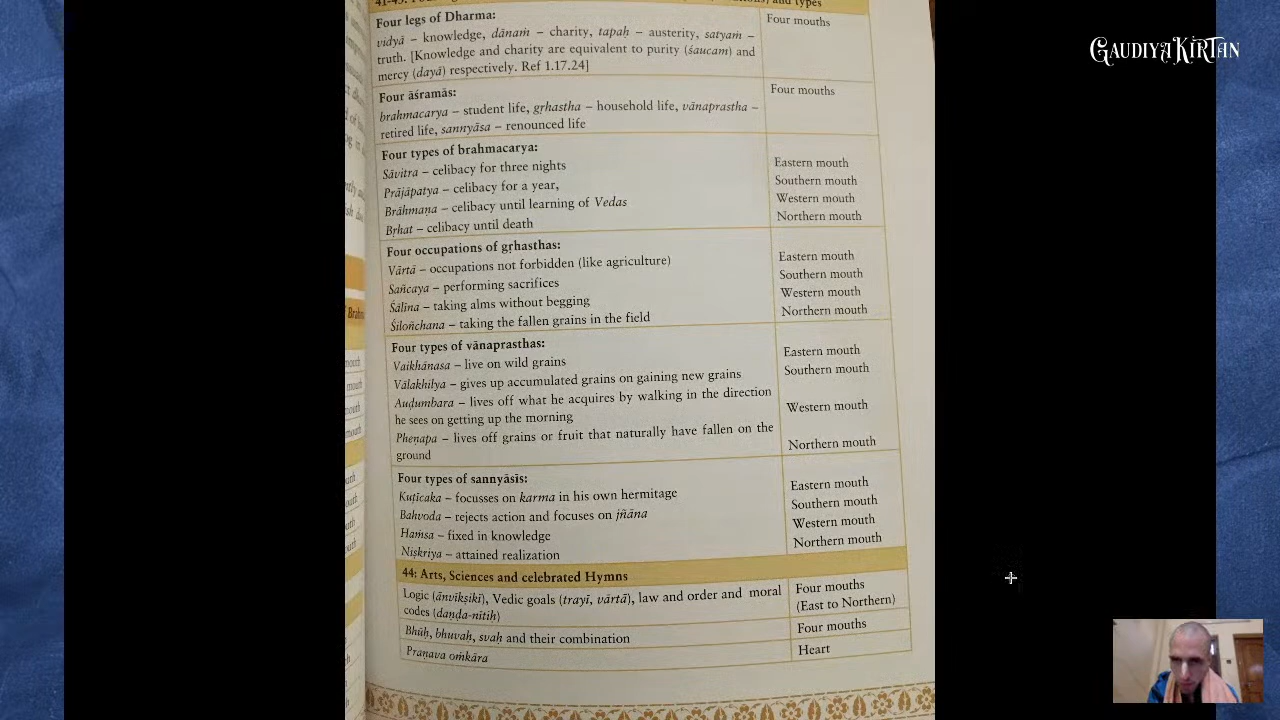 and types
Four legs of Dharma:
vidyā – knowledge, dānaṁ – charity, tapaḥ – austerity, satyaṁ –
truth. [Knowledge and charity are equivalent to purity (śaucam) and
mercy (dayā) respectively. Ref 1.17.24]
Four mouths
Four āśramās:
brahmacarya – student life, gṛhastha – household life, vānaprastha –
retired life, sannyāsa – renounced life
Four mouths
Four types of brahmacarya:
Sāvitra – celibacy for three nights
Eastern mouth
Prājāpatya – celibacy for a year,
Southern mouth
Brāhmaṇa – celibacy until learning of Vedas
Western mouth
Bṛhat – celibacy until death
Northern mouth
Four occupations of gṛhasthas:
Vārtā – occupations not forbidden (like agriculture)
Eastern mouth
Sañcaya – performing sacrifices
Southern mouth
Śālīna – taking alms without begging
Western mouth
Śiloñchana – taking the fallen grains in the field
Northern mouth
Four types of vānaprasthas:
Vaikhānasa – live on wild grains
Eastern mouth
Vālakhilya – gives up accumulated grains on gaining new grains
Southern mouth
Auḍumbara – lives off what he acquires by walking in the direction
he sees on getting up the morning
Western mouth
Pheṇapa – lives off grains or fruit that naturally have fallen on the
ground
Northern mouth
Four types of sannyāsīs:
Kuṭīcaka – focusses on karma in his own hermitage
Eastern mouth
Bahvoda – rejects action and focuses on jñāna
Southern mouth
Haṁsa – fixed in knowledge
Western mouth
Niṣkriya – attained realization
Northern mouth
44: Arts, Sciences and celebrated Hymns
Logic (ānvīkṣikī), Vedic goals (trayī, vārtā), law and order and moral
codes (daṇḍa-nītiḥ)
Four mouths
(East to Northern)
Bhūḥ, bhuvaḥ, svaḥ and their combination
Four mouths
Praṇava oṁkāra
Heart
GAUDIYA KIRTAN